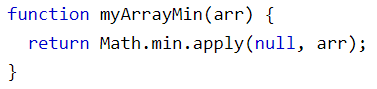 function myArrayMin(arr) {
  return Math.min.apply(null, arr);
}